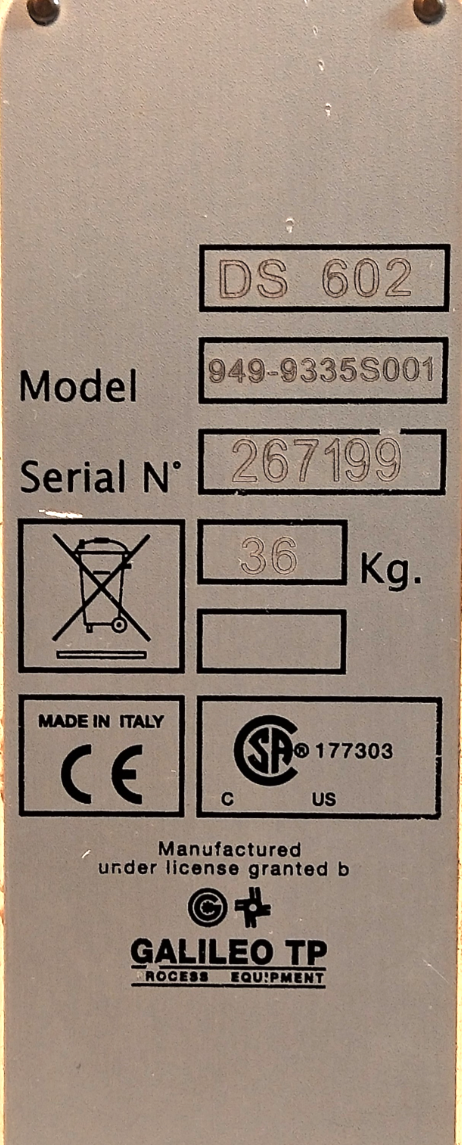 DS 602
Model 949-9335S001
Serial N° 267199
36 Kg.
MADE IN ITALY
CE
CSA® 177303
C US
Manufactured
under license granted b
GALILEO TP
ROCESS EQUIPMENT